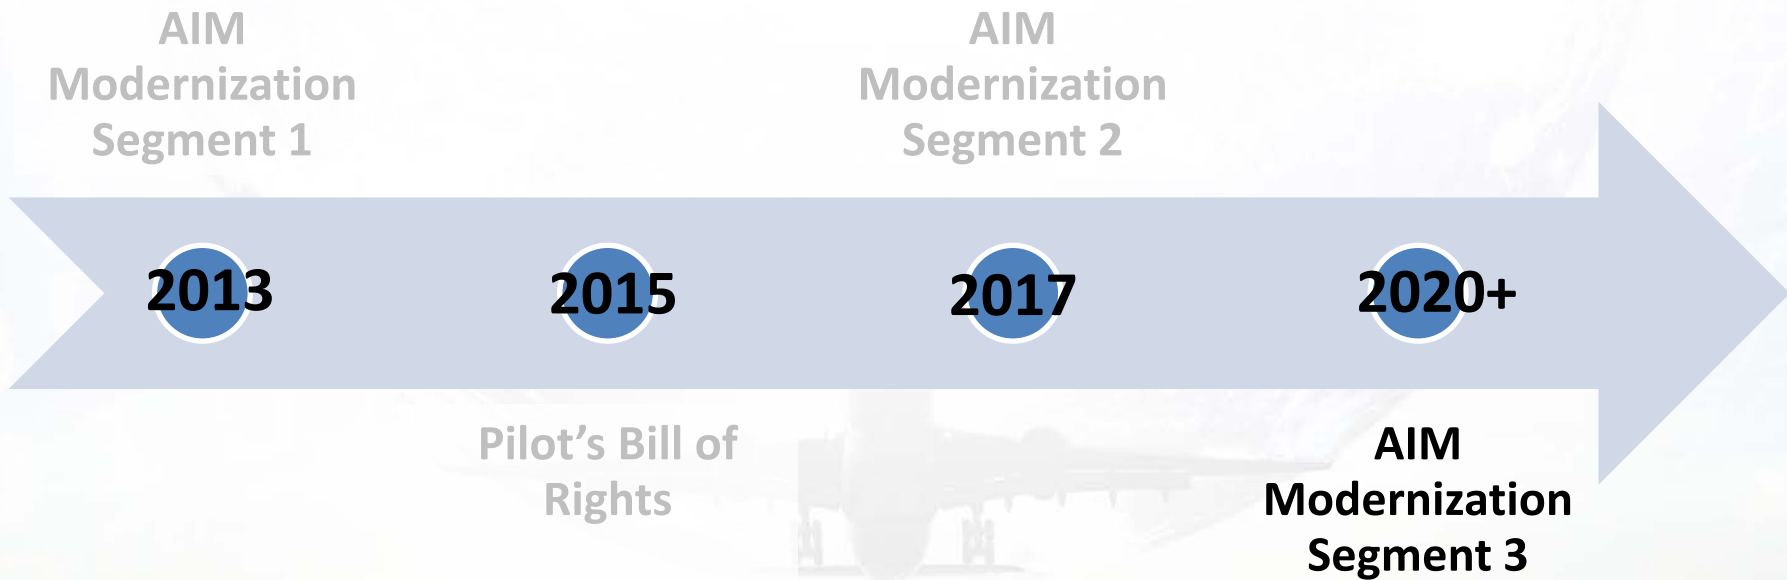 AIM
Modernization
Segment 1
AIM
Modernization
Segment 2
2013
2015
2017
2020+
Pilot’s Bill of
Rights
AIM
Modernization
Segment 3